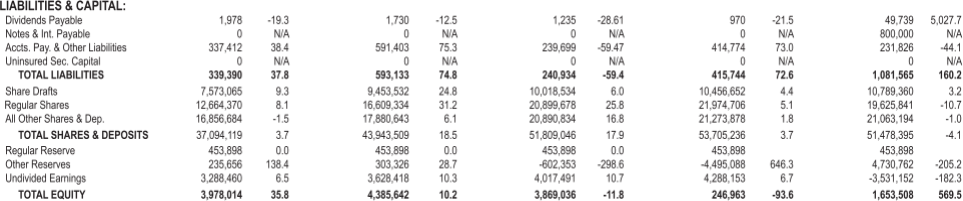 LIABILITIES & CAPITAL:
Dividends Payable 1,978 -19.3 1,730 -12.5 1,235 -28.61 970 -21.5 49,739 5,027.7
Notes & Int. Payable 0 N/A 0 N/A 0 N/A 0 N/A 800,000 N/A
Accts. Pay. & Other Liabilities 337,412 38.4 591,403 75.3 239,699 -59.47 414,774 73.0 231,826 -44.1
Uninsured Sec. Capital 0 N/A 0 N/A 0 N/A 0 N/A 0 N/A
TOTAL LIABILITIES 339,390 37.8 593,133 74.8 240,934 -59.4 415,744 72.6 1,081,565 160.2
Share Drafts 7,573,065 9.3 9,453,532 24.8 10,018,534 6.0 10,456,652 4.4 10,789,360 3.2
Regular Shares 12,664,370 8.1 16,609,334 31.2 20,899,678 25.8 21,974,706 5.1 19,625,841 -10.7
All Other Shares & Dep. 16,856,684 -1.5 17,880,643 6.1 20,890,834 16.8 21,273,878 1.8 21,063,194 -1.0
TOTAL SHARES & DEPOSITS 37,094,119 3.7 43,943,509 18.5 51,809,046 17.9 53,705,236 3.7 51,478,395 -4.1
Regular Reserve 453,898 0.0 453,898 0.0 453,898 0.0 453,898 453,898
Other Reserves 235,656 138.4 303,326 28.7 -602,353 -298.6 -4,495,088 646.3 4,730,762 -205.2
Undivided Earnings 3,288,460 6.5 3,628,418 10.3 4,017,491 10.7 4,288,153 6.7 -3,531,152 -182.3
TOTAL EQUITY 3,978,014 35.8 4,385,642 10.2 3,869,036 -11.8 246,963 -93.6 1,653,508 569.5